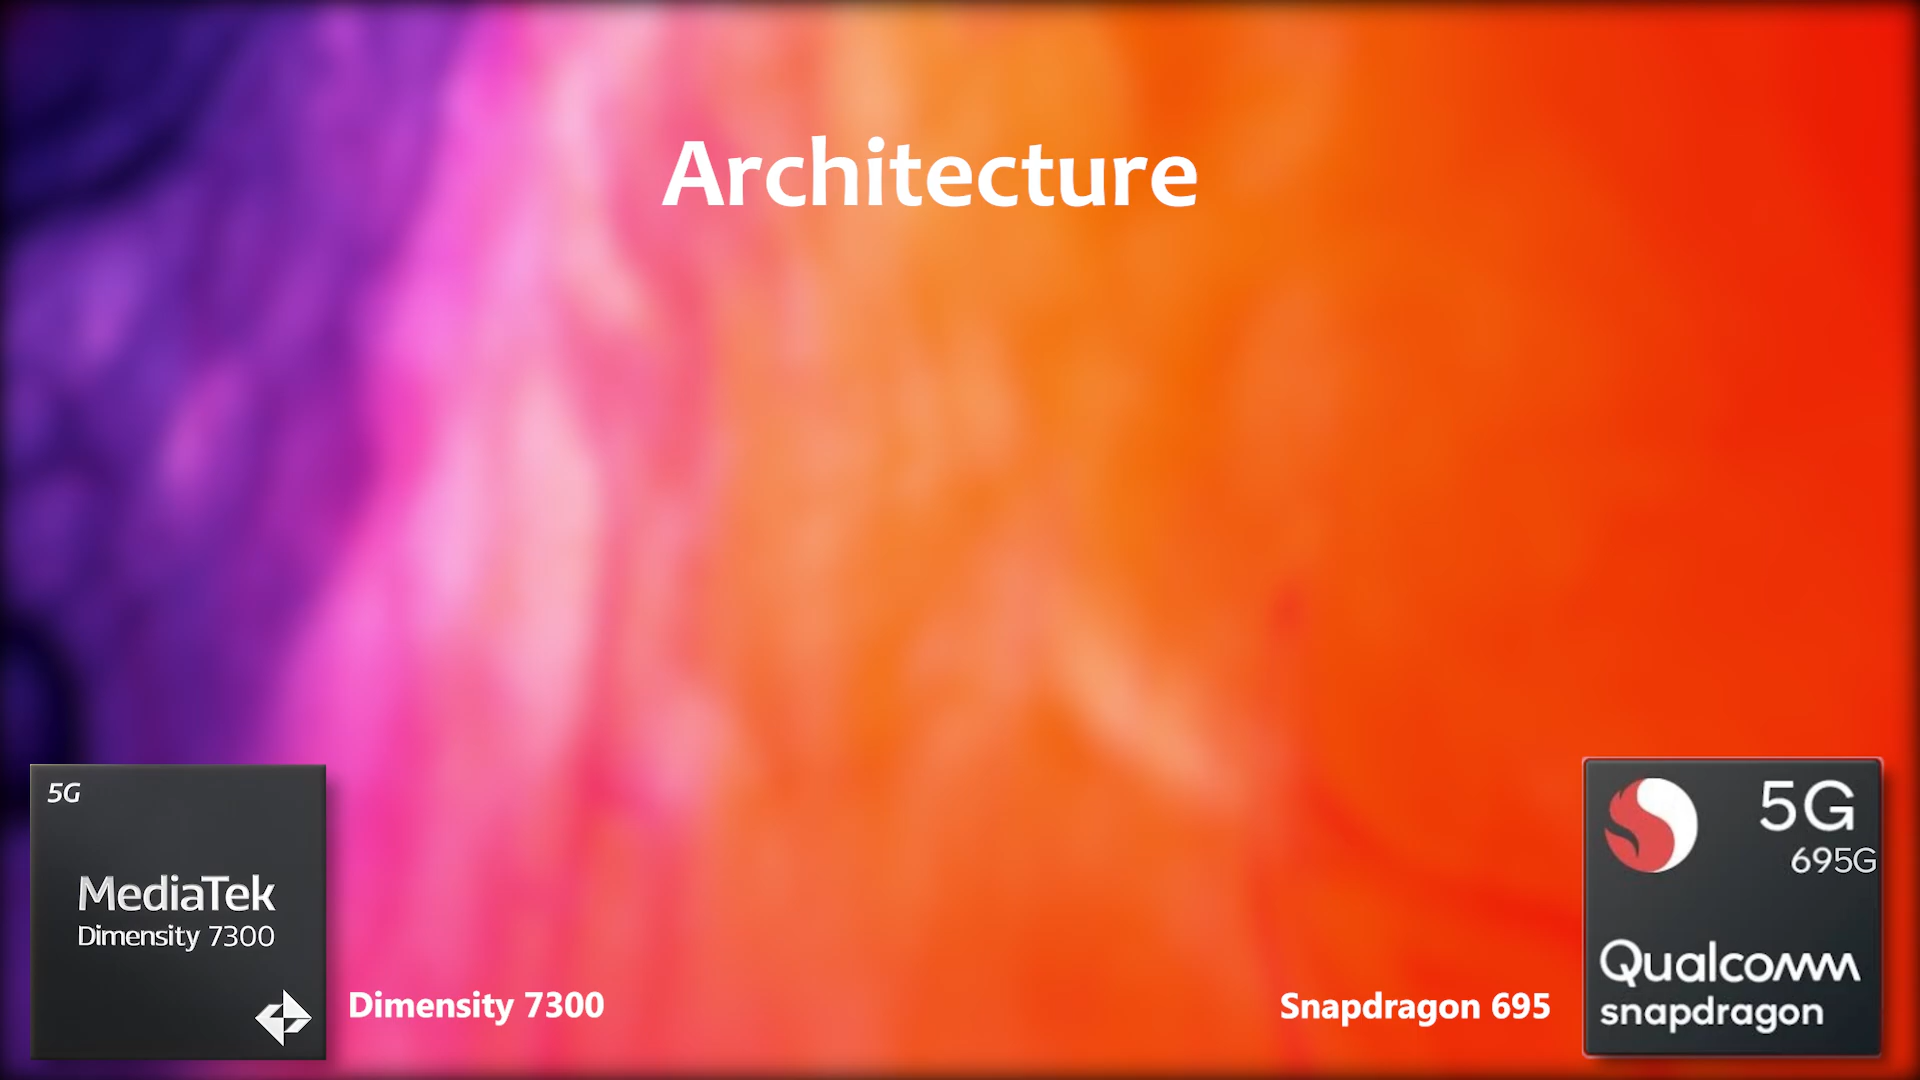 Architecture
5G
MediaTek
Dimensity 7300
Dimensity 7300
Snapdragon 695
5G
695G
Qualcomm
snapdragon